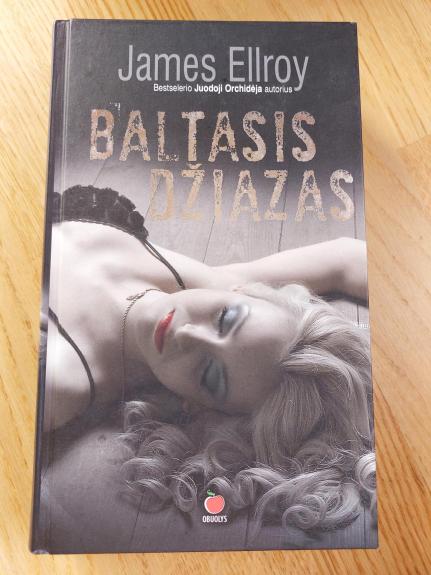 James Ellroy
Bestselerio Juodoji Orchidėja autorius
BALTASIS
DŽIAZAS
OBUOLYS